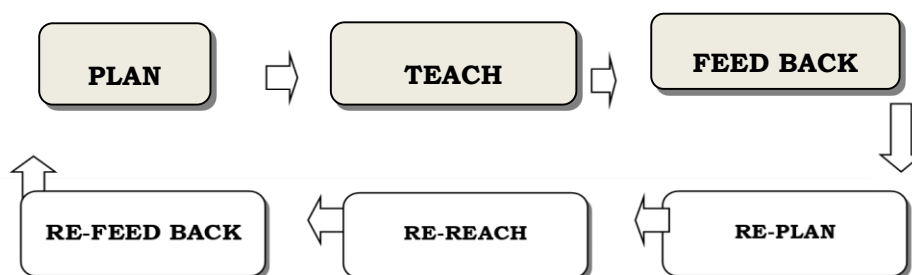 PLAN
TEACH
FEED BACK
RE-PLAN
RE-REACH
RE-FEED BACK